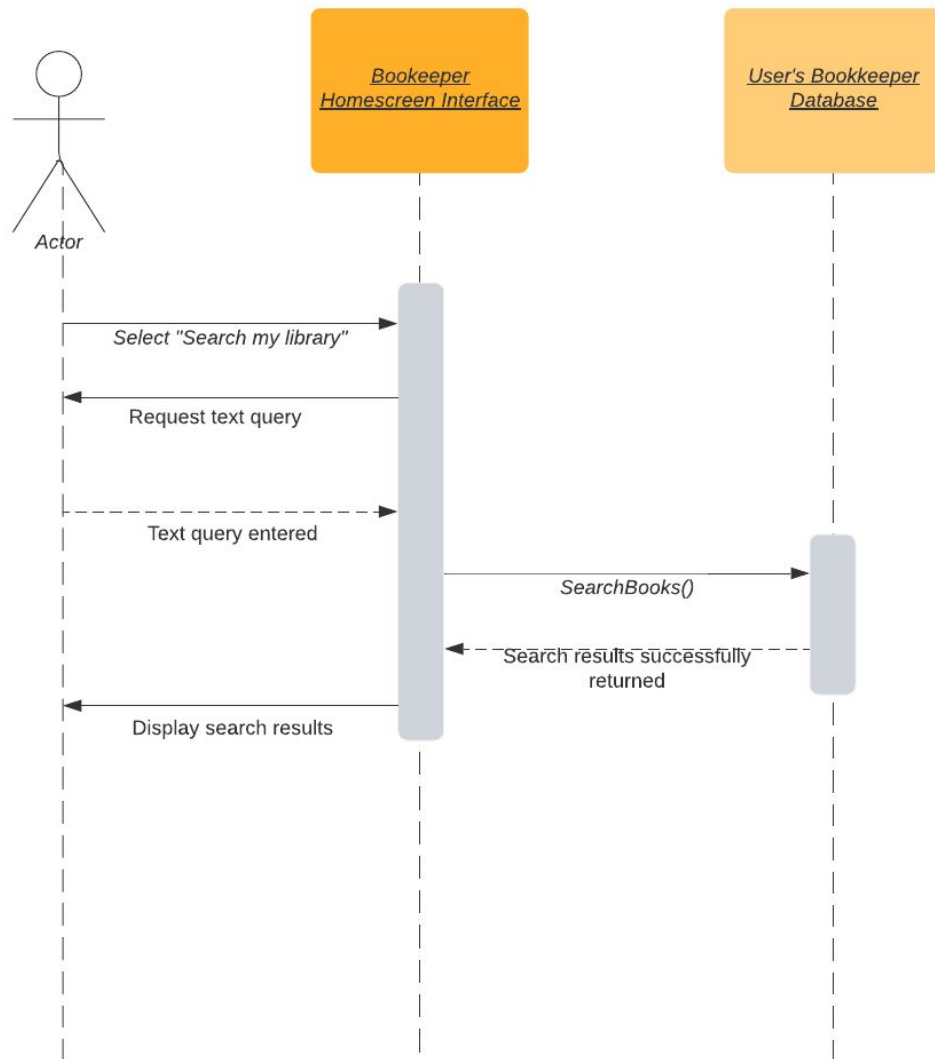 Bookeeper
Homescreen Interface
User's Bookkeeper
Database
Actor
Select "Search my library"
Request text query
Text query entered
SearchBooks()
Search results successfully
returned
Display search results